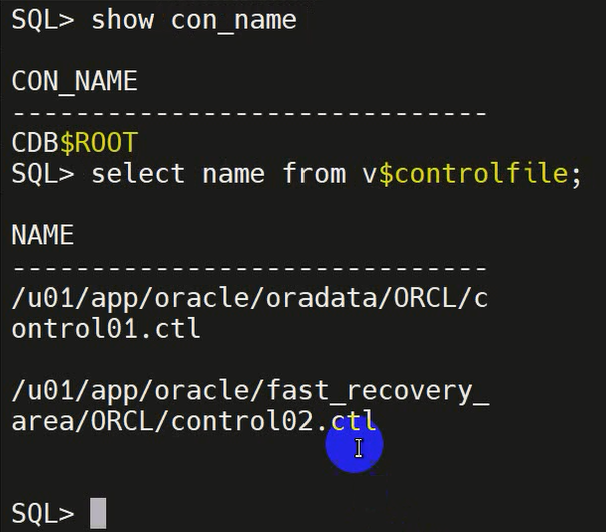 SQL> show con_name
CON_NAME
------------------------------
CDB$ROOT
SQL> select name from v$controlfile;
NAME
------------------------------
/u01/app/oracle/oradata/ORCL/c
ontrol01.ctl
/u01/app/oracle/fast_recovery_
area/ORCL/control02.ctl
SQL>